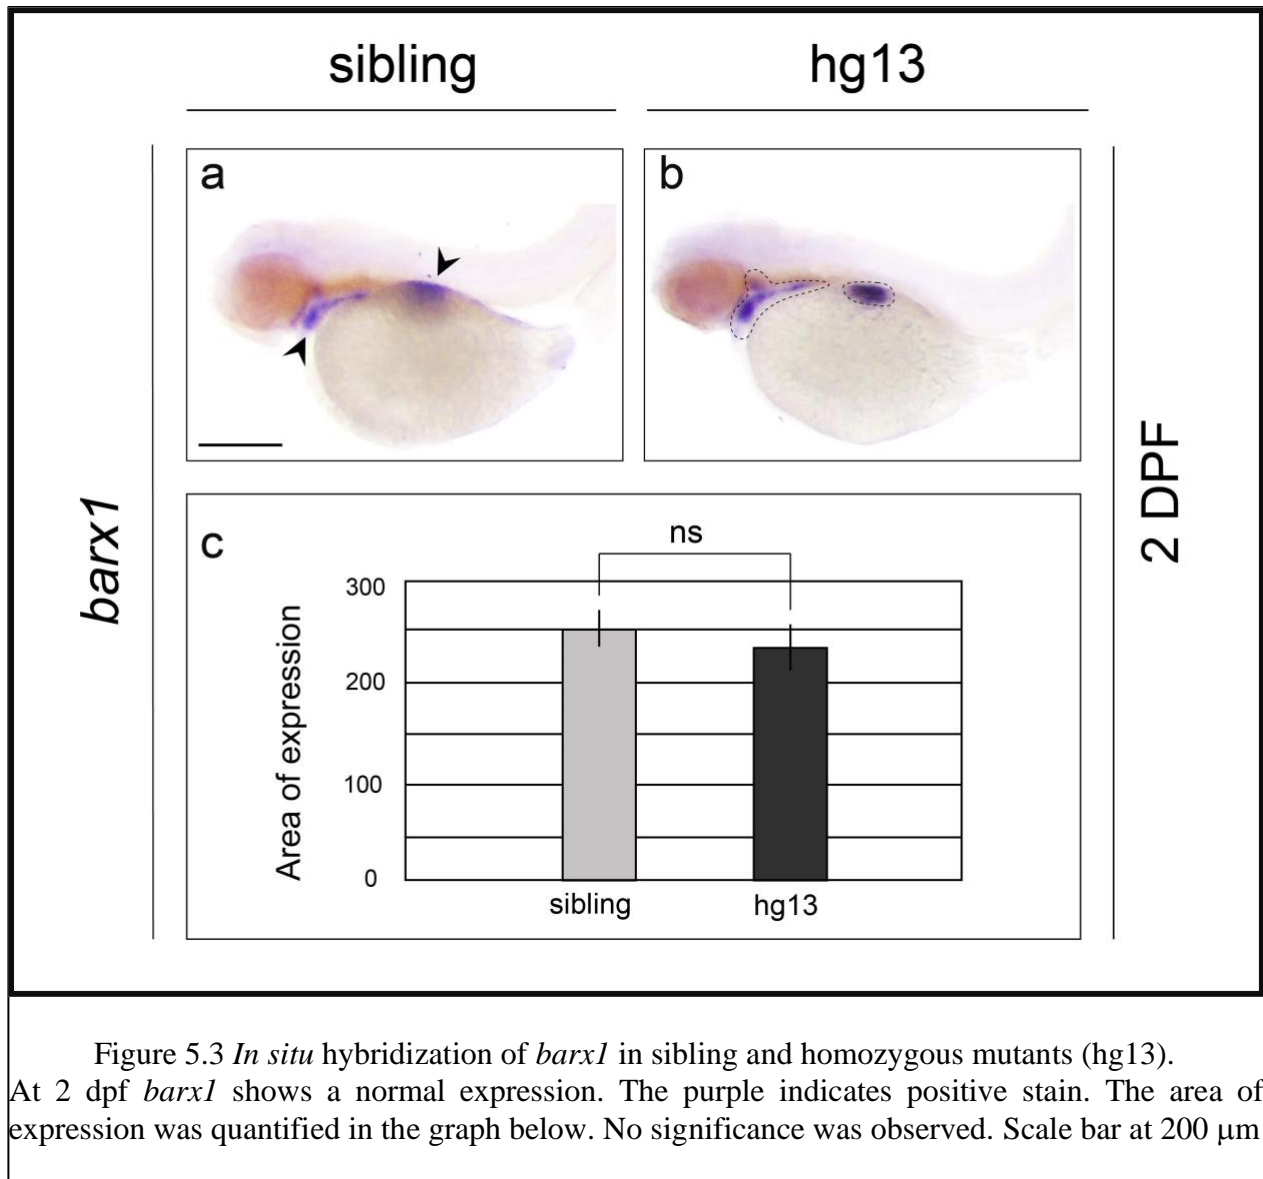 sibling hg13
a b
barx1
2 DPF
c
ns
300
200
100
0
Area of expression
sibling hg13
Figure 5.3 In situ hybridization of barx1 in sibling and homozygous mutants (hg13).
At 2 dpf barx1 shows a normal expression. The purple indicates positive stain. The area of
expression was quantified in the graph below. No significance was observed. Scale bar at 200 μm